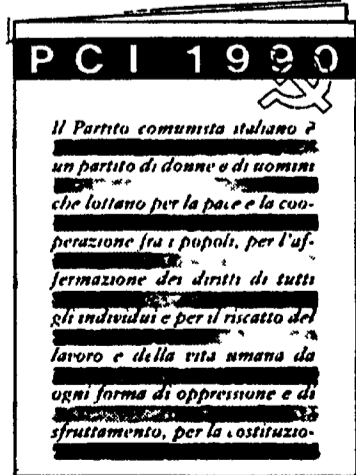 PCI 1990
Il Partito comunista italiano è
un partito di donne e di uomini
che lottano per la pace e la coo-
perazione fra i popoli, per l'af-
fermazione dei diritti di tutti
gli individui e per il riscatto del
lavoro e della vita umana da
ogni forma di oppressione e di
sfruttamento, per la costituzio-